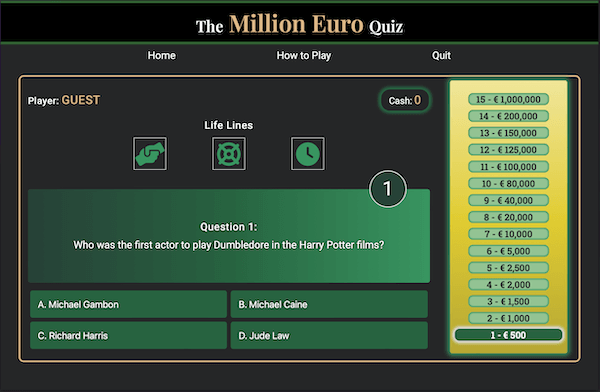 The Million Euro Quiz
Home How to Play Quit
Player: GUEST
Cash: 0
Life Lines
1
Question 1:
Who was the first actor to play Dumbledore in the Harry Potter films?
A. Michael Gambon
B. Michael Caine
C. Richard Harris
D. Jude Law
15 - € 1,000,000
14 - € 200,000
13 - € 150,000
12 - € 125,000
11 - € 100,000
10 - € 80,000
9 - € 40,000
8 - € 20,000
7 - € 10,000
6 - € 5,000
5 - € 2,500
4 - € 2,000
3 - € 1,500
2 - € 1,000
1 - € 500